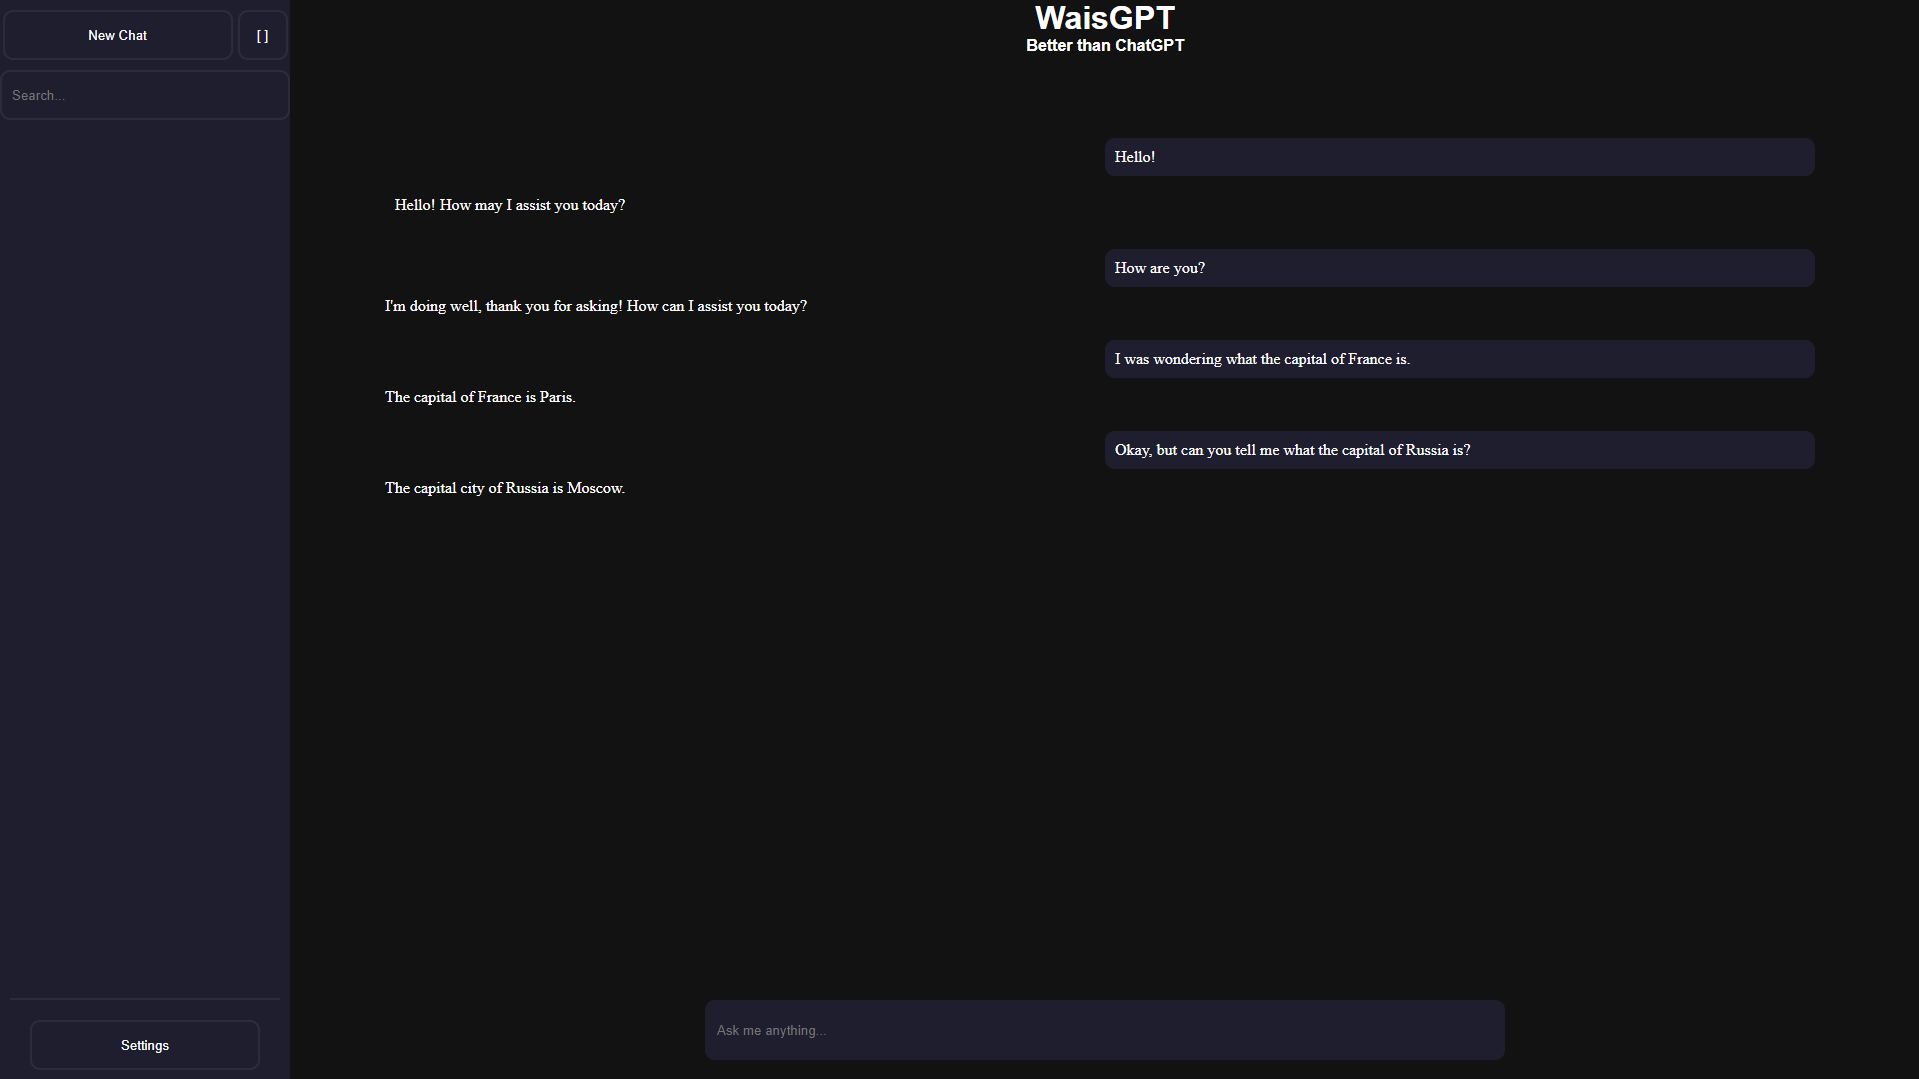 New Chat
[ ]
Search...
WaisGPT
Better than ChatGPT
Hello!
Hello! How may I assist you today?
How are you?
I'm doing well, thank you for asking! How can I assist you today?
I was wondering what the capital of France is.
The capital of France is Paris.
Okay, but can you tell me what the capital of Russia is?
The capital city of Russia is Moscow.
Ask me anything...
Settings